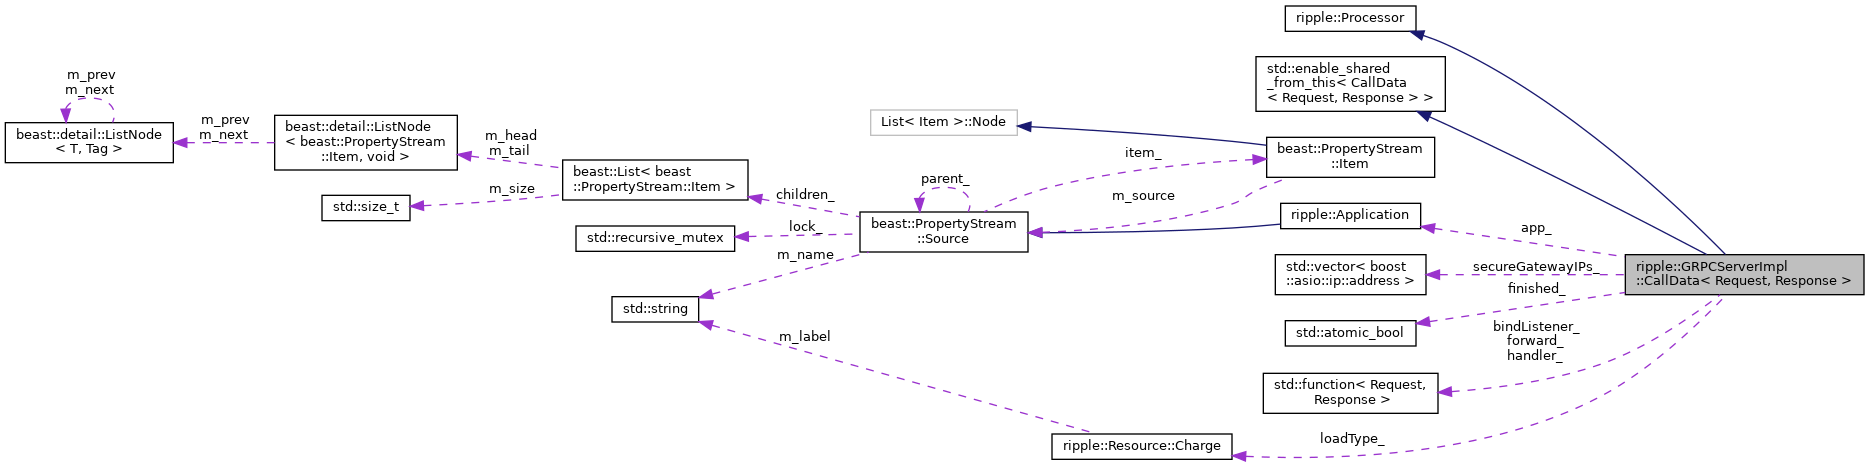 ripple::Processor
std::enable_shared
_from_this< CallData
< Request, Response > >
m_prev
m_next
beast::detail::ListNode
< T, Tag >
m_prev
m_next
beast::detail::ListNode
< beast::PropertyStream
::Item, void >
m_head
m_tail
m_size
std::size_t
beast::List< beast
::PropertyStream::Item >
children_
lock_
m_name
std::recursive_mutex
std::string
m_label
parent_
beast::PropertyStream
::Source
List< Item >::Node
item_
m_source
beast::PropertyStream
::Item
ripple::Application
app_
std::vector< boost
::asio::ip::address >
secureGatewayIPs_
finished_
std::atomic_bool
bindListener_
forward_
handler_
std::function< Request,
Response >
loadType_
ripple::Resource::Charge
ripple::GRPCServerImpl
::CallData< Request, Response >